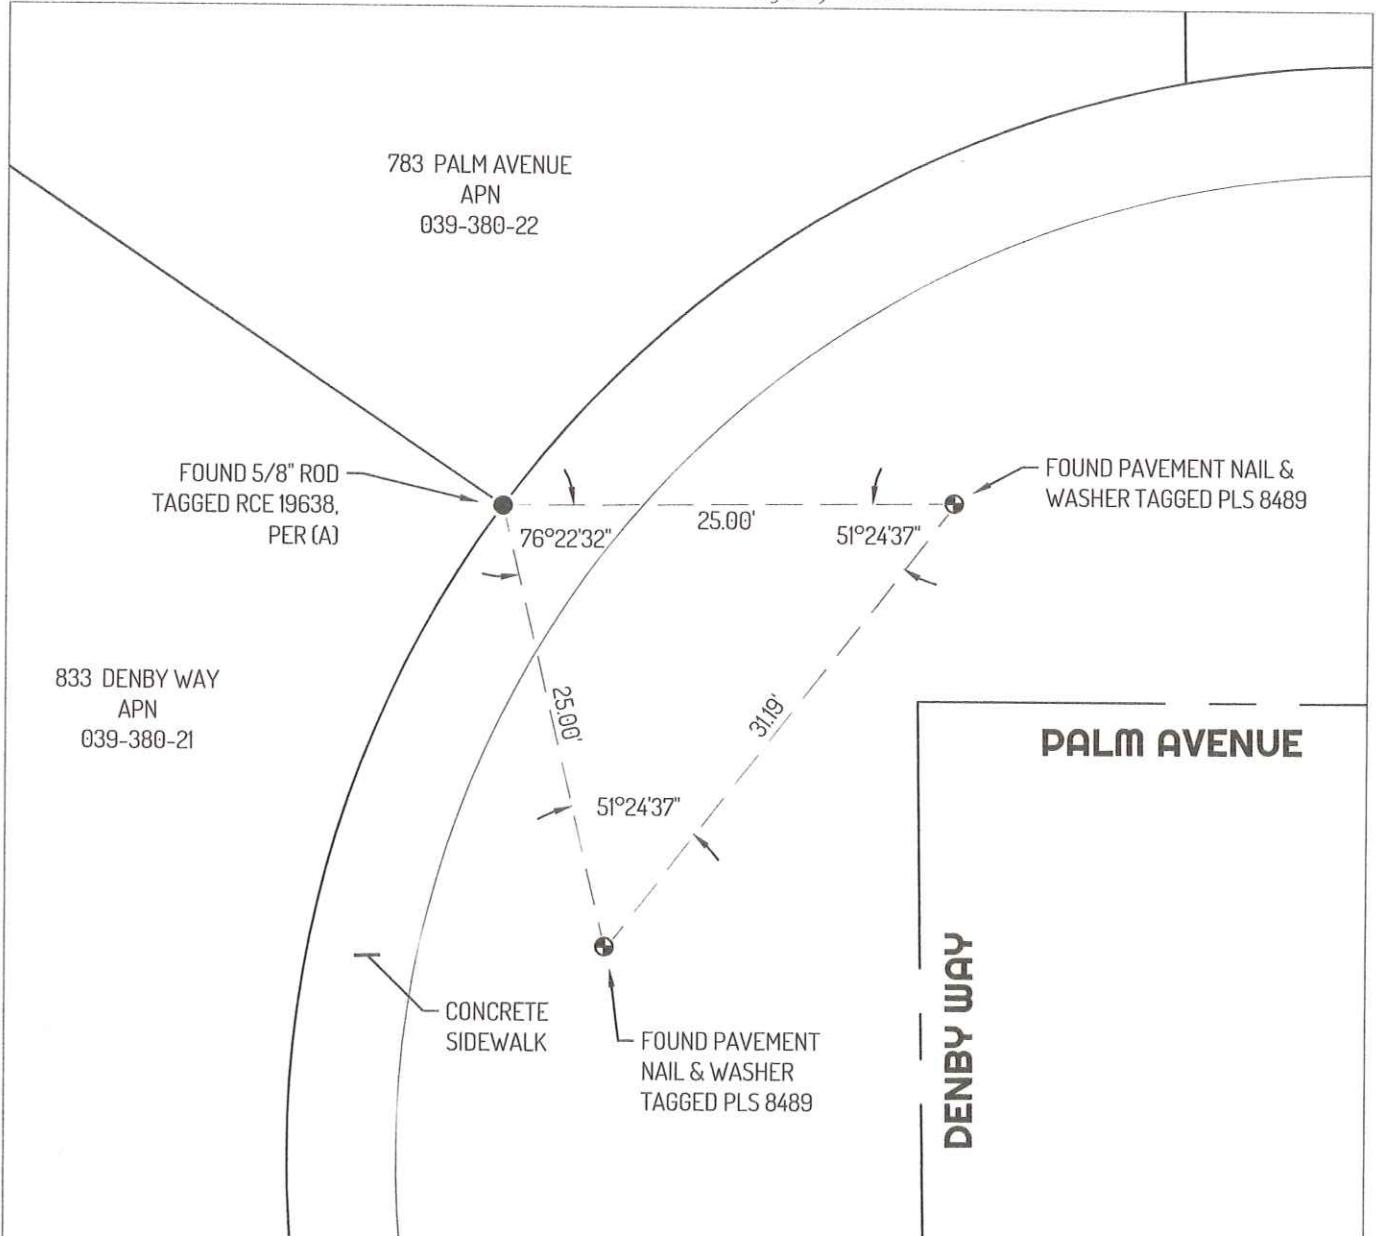 783 PALM AVENUE
APN
039-380-22
FOUND 5/8" ROD
TAGGED RCE 19638,
PER (A)
FOUND PAVEMENT NAIL &
WASHER TAGGED PLS 8489
25.00'
76°22'32"
51°24'37"
833 DENBY WAY
APN
039-380-21
25.00'
31.19'
PALM AVENUE
51°24'37"
DENBY WAY
CONCRETE
SIDEWALK
FOUND PAVEMENT
NAIL & WASHER
TAGGED PLS 8489